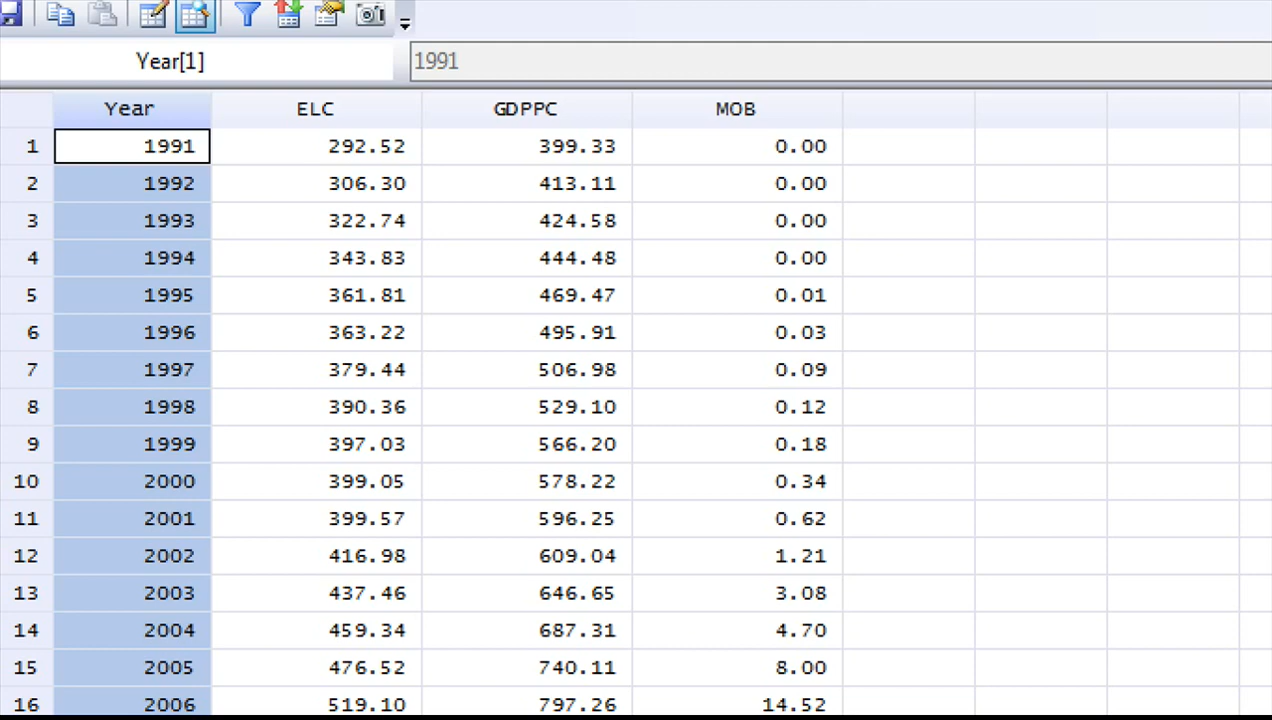 Year[1] 1991
Year ELC GDPPC MOB
1 1991 292.52 399.33 0.00
2 1992 306.30 413.11 0.00
3 1993 322.74 424.58 0.00
4 1994 343.83 444.48 0.00
5 1995 361.81 469.47 0.01
6 1996 363.22 495.91 0.03
7 1997 379.44 506.98 0.09
8 1998 390.36 529.10 0.12
9 1999 397.03 566.20 0.18
10 2000 399.05 578.22 0.34
11 2001 399.57 596.25 0.62
12 2002 416.98 609.04 1.21
13 2003 437.46 646.65 3.08
14 2004 459.34 687.31 4.70
15 2005 476.52 740.11 8.00
16 2006 519.10 797.26 14.52